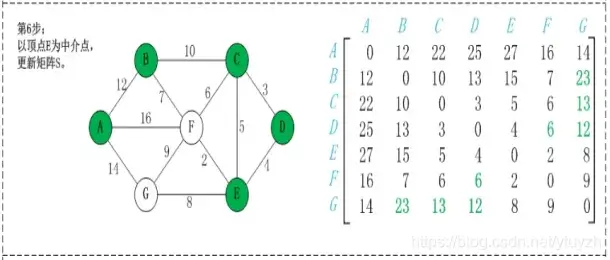 第6步:
以顶点E为中介点,
更新矩阵S。
B
10
C
12
7
6
3
A
16
F
5
D
14
9
2
4
G
8
E
A B C D E F G
A 0 12 22 25 27 16 14
B 12 0 10 13 15 7 23
C 22 10 0 3 5 6 13
D 25 13 3 0 4 6 12
E 27 15 5 4 0 2 8
F 16 7 6 6 2 0 9
G 14 23 13 12 8 9 0
https://blog.csdn.net/ytuyzh